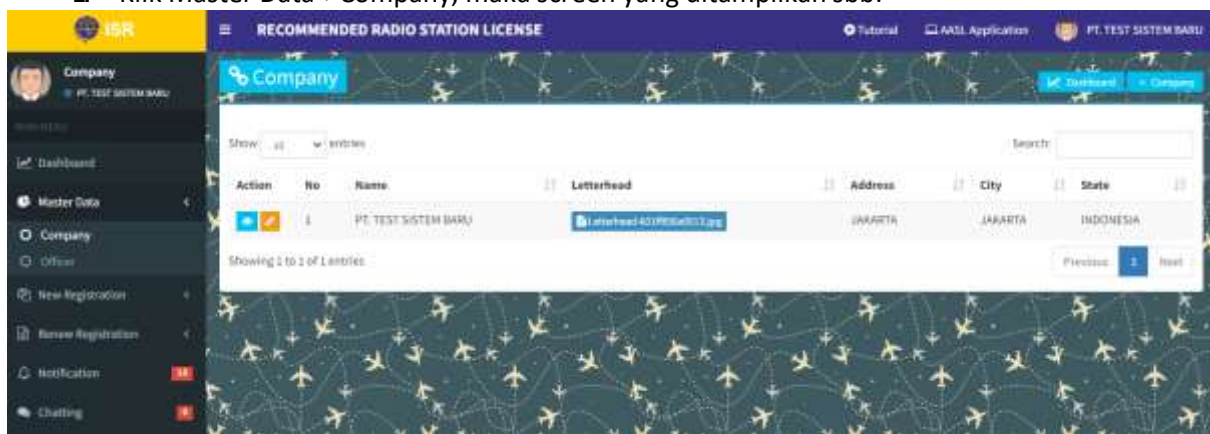 Klik Master Data > Company, maka screen yang ditampilkan sbb:
ISR
RECOMMENDED RADIO STATION LICENSE
Tutorial
AASL Application
PT. TEST SISTEM BARU
Company
PT. TEST SISTEM BARU
Company
Dashboard
Company
MAIN MENU
Dashboard
Master Data
Company
Officer
New Registration
Renew Registration
Notification
Chatting
Show 10 entries
Search:
Action No Name Letterhead Address City State
1 PT. TEST SISTEM BARU JAKARTA JAKARTA INDONESIA
Showing 1 to 1 of 1 entries
Previous 1 Next